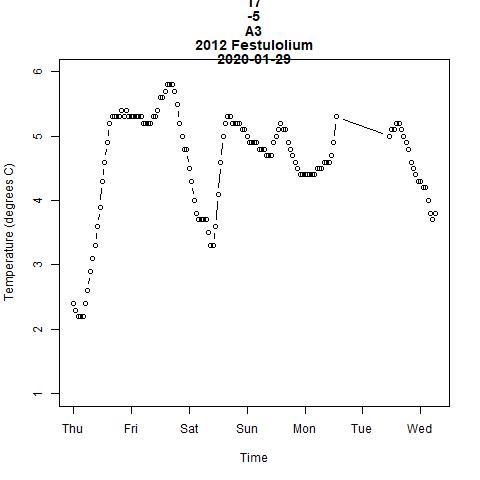 17
-5
A3
2012 Festulolium
2020-01-29
Temperature (degrees C)
6
5
4
3
2
1
Thu Fri Sat Sun Mon Tue Wed
Time